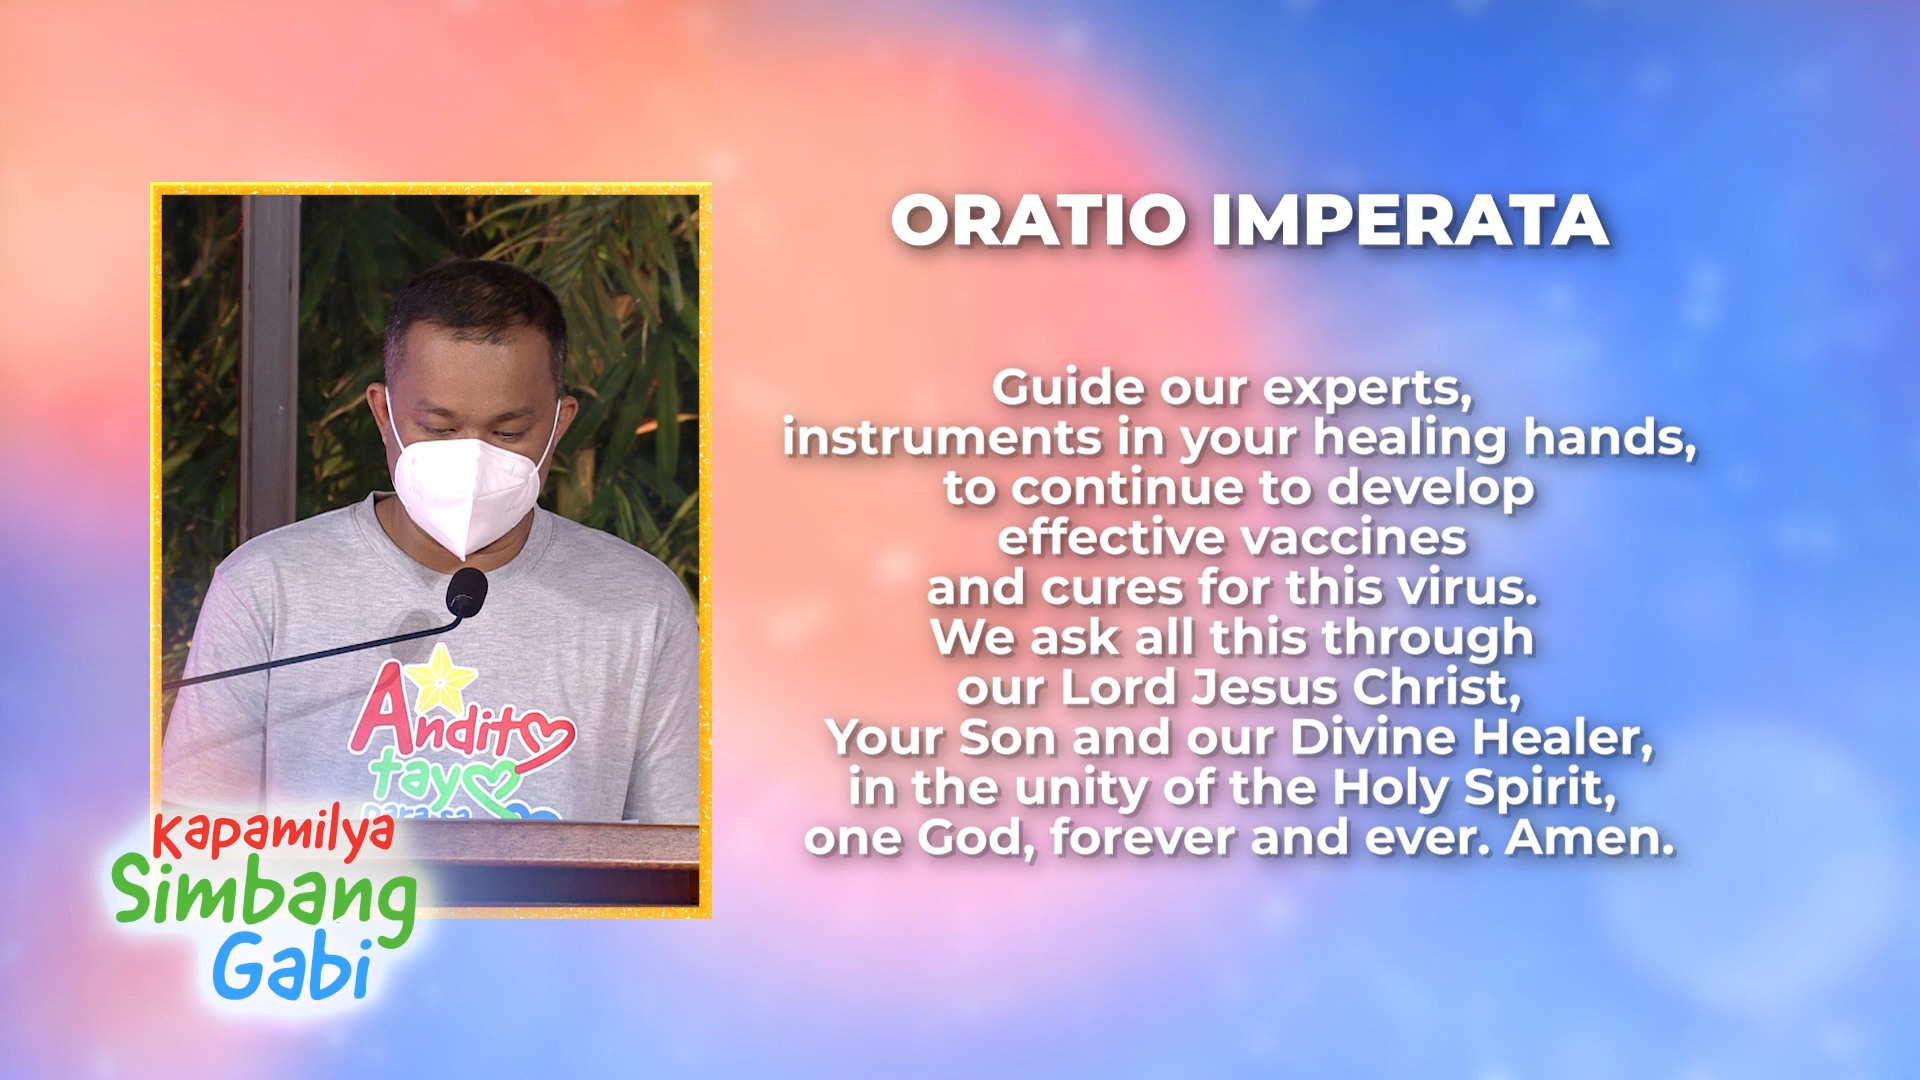 ORATIO IMPERATA
Guide our experts,
instruments in your healing hands,
to continue to develop
effective vaccines
and cures for this virus.
We ask all this through
our Lord Jesus Christ,
Your Son and our Divine Healer,
in the unity of the Holy Spirit,
one God, forever and ever. Amen.
Andito
tayo
para sa
Kapamilya
Simbang
Gabi